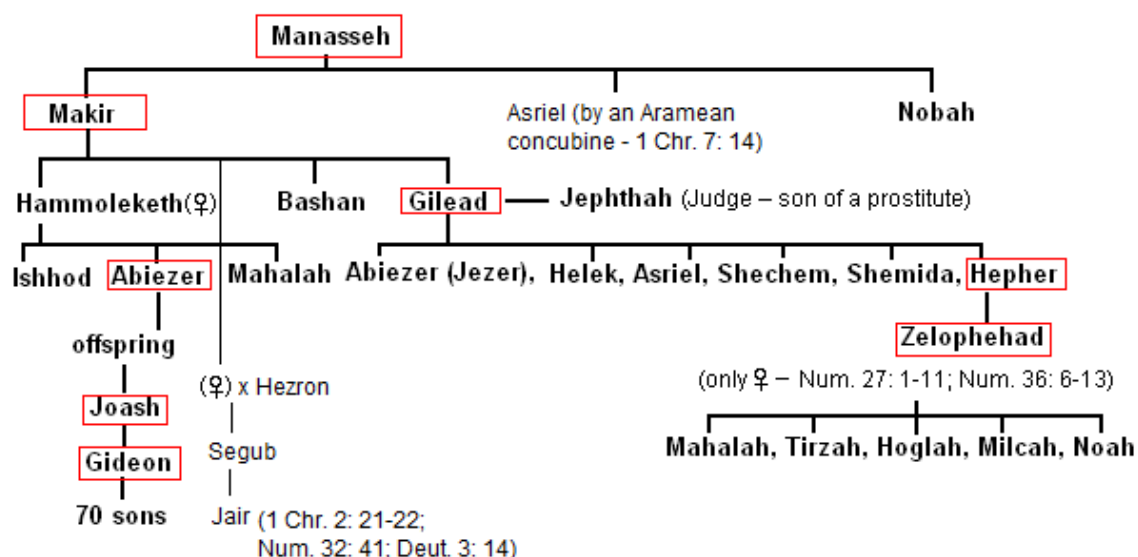 Manasseh
Makir
Asriel (by an Aramean
concubine - 1 Chr. 7: 14)
Nobah
Hammoleketh(♀)
Bashan
Gilead
Jephthah (Judge – son of a prostitute)
Ishhod
Abiezer
Mahalah
Abiezer (Jezer), Helek, Asriel, Shechem, Shemida, Hepher
offspring
Zelophehad
(♀) x Hezron
(only ♀ – Num. 27: 1-11; Num. 36: 6-13)
Joash
Segub
Mahalah, Tirzah, Hoglah, Milcah, Noah
Gideon
70 sons
Jair (1 Chr. 2: 21-22;
Num. 32: 41; Deut. 3: 14)